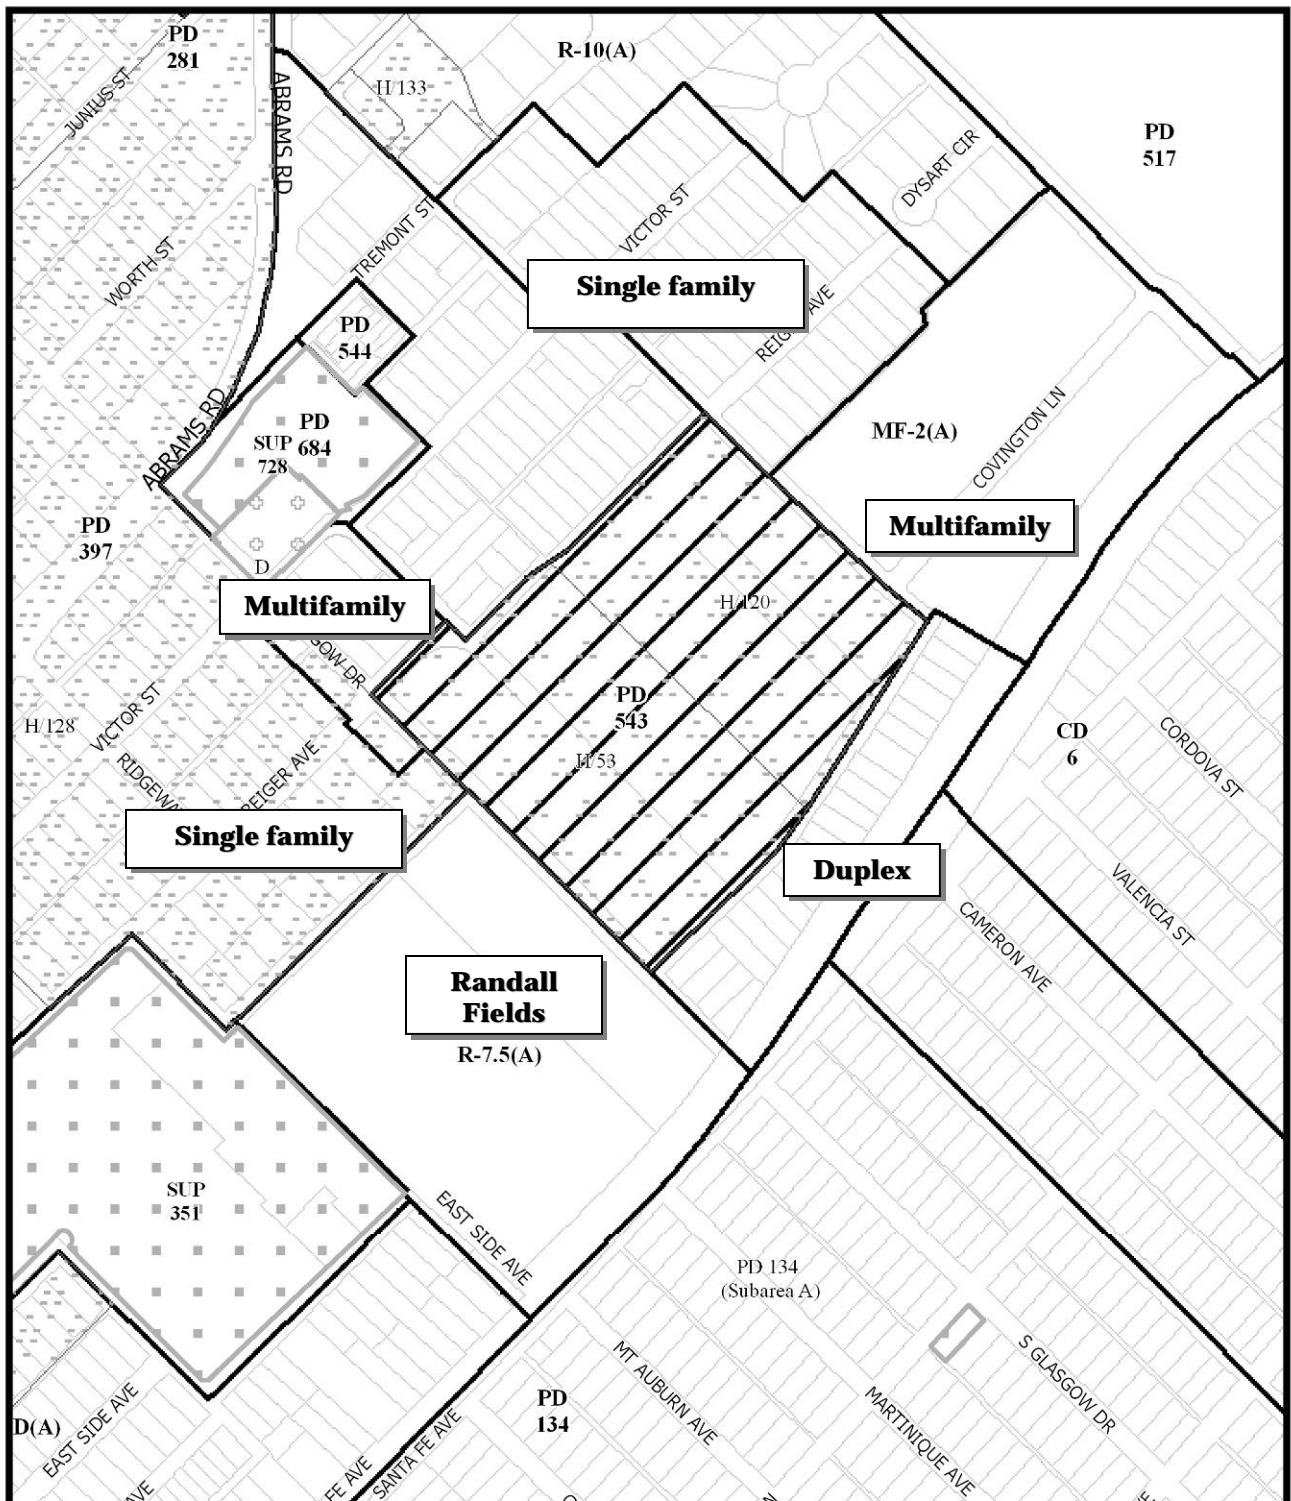 PD
281
R-10(A)
JUNIUS ST
ABRAMS RD
H/133
PD
517
DYSART CIR
VICTOR ST
TREMONT ST
WORTH ST
Single family
PD
544
ABRAMS RD
PD
684
SUP
728
MF-2(A)
COVINGTON LN
Multifamily
PD
397
D
Multifamily
H/120
PD
543
H/53
H/128
VICTOR ST
REIGER AVE
CD
6
CORDOVA ST
Single family
Duplex
VALENCIA ST
CAMERON AVE
Randall
Fields
R-7.5(A)
SUP
351
EAST SIDE AVE
PD 134
(Subarea A)
S GLASGOW DR
MT AUBURN AVE
MARTINIQUE AVE
PD
134
D(A)
EAST SIDE AVE
SANTA FE AVE
FE AVE
AVE